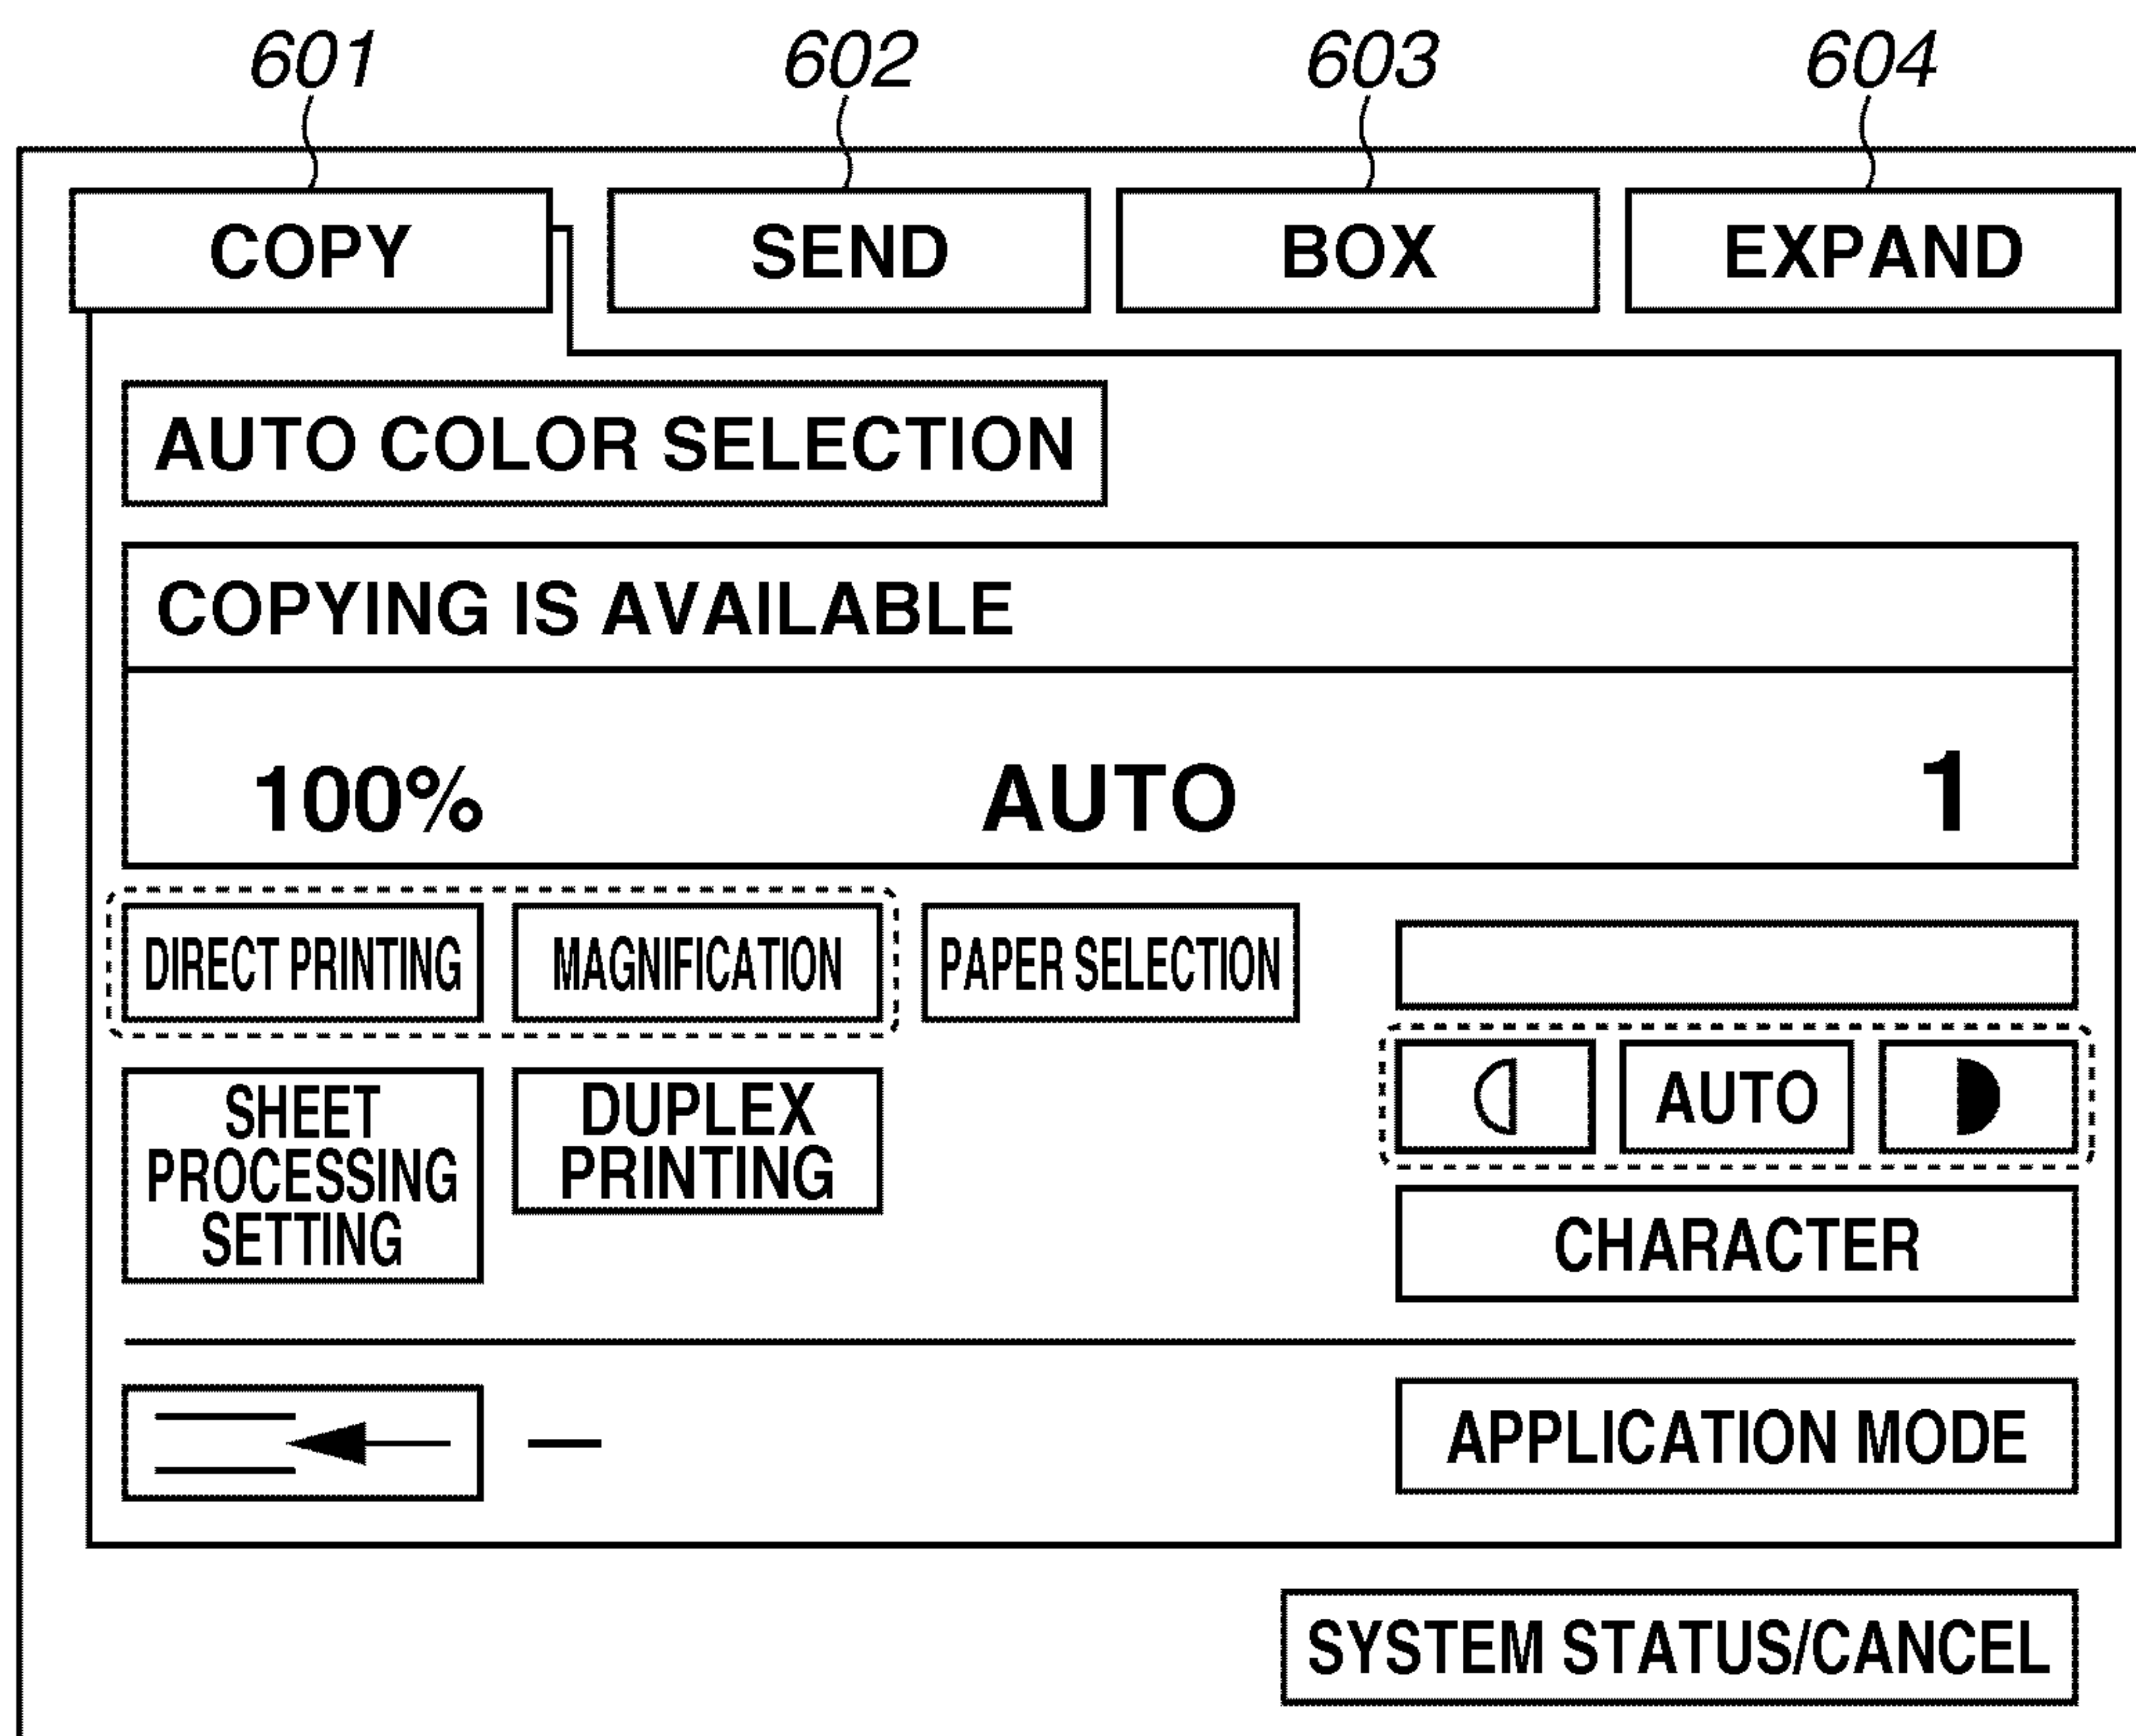 601 602 603 604
COPY SEND BOX EXPAND
AUTO COLOR SELECTION
COPYING IS AVAILABLE
100% AUTO 1
DIRECT PRINTING MAGNIFICATION PAPER SELECTION
SHEET
PROCESSING
SETTING
DUPLEX
PRINTING
AUTO
CHARACTER
APPLICATION MODE
SYSTEM STATUS/CANCEL